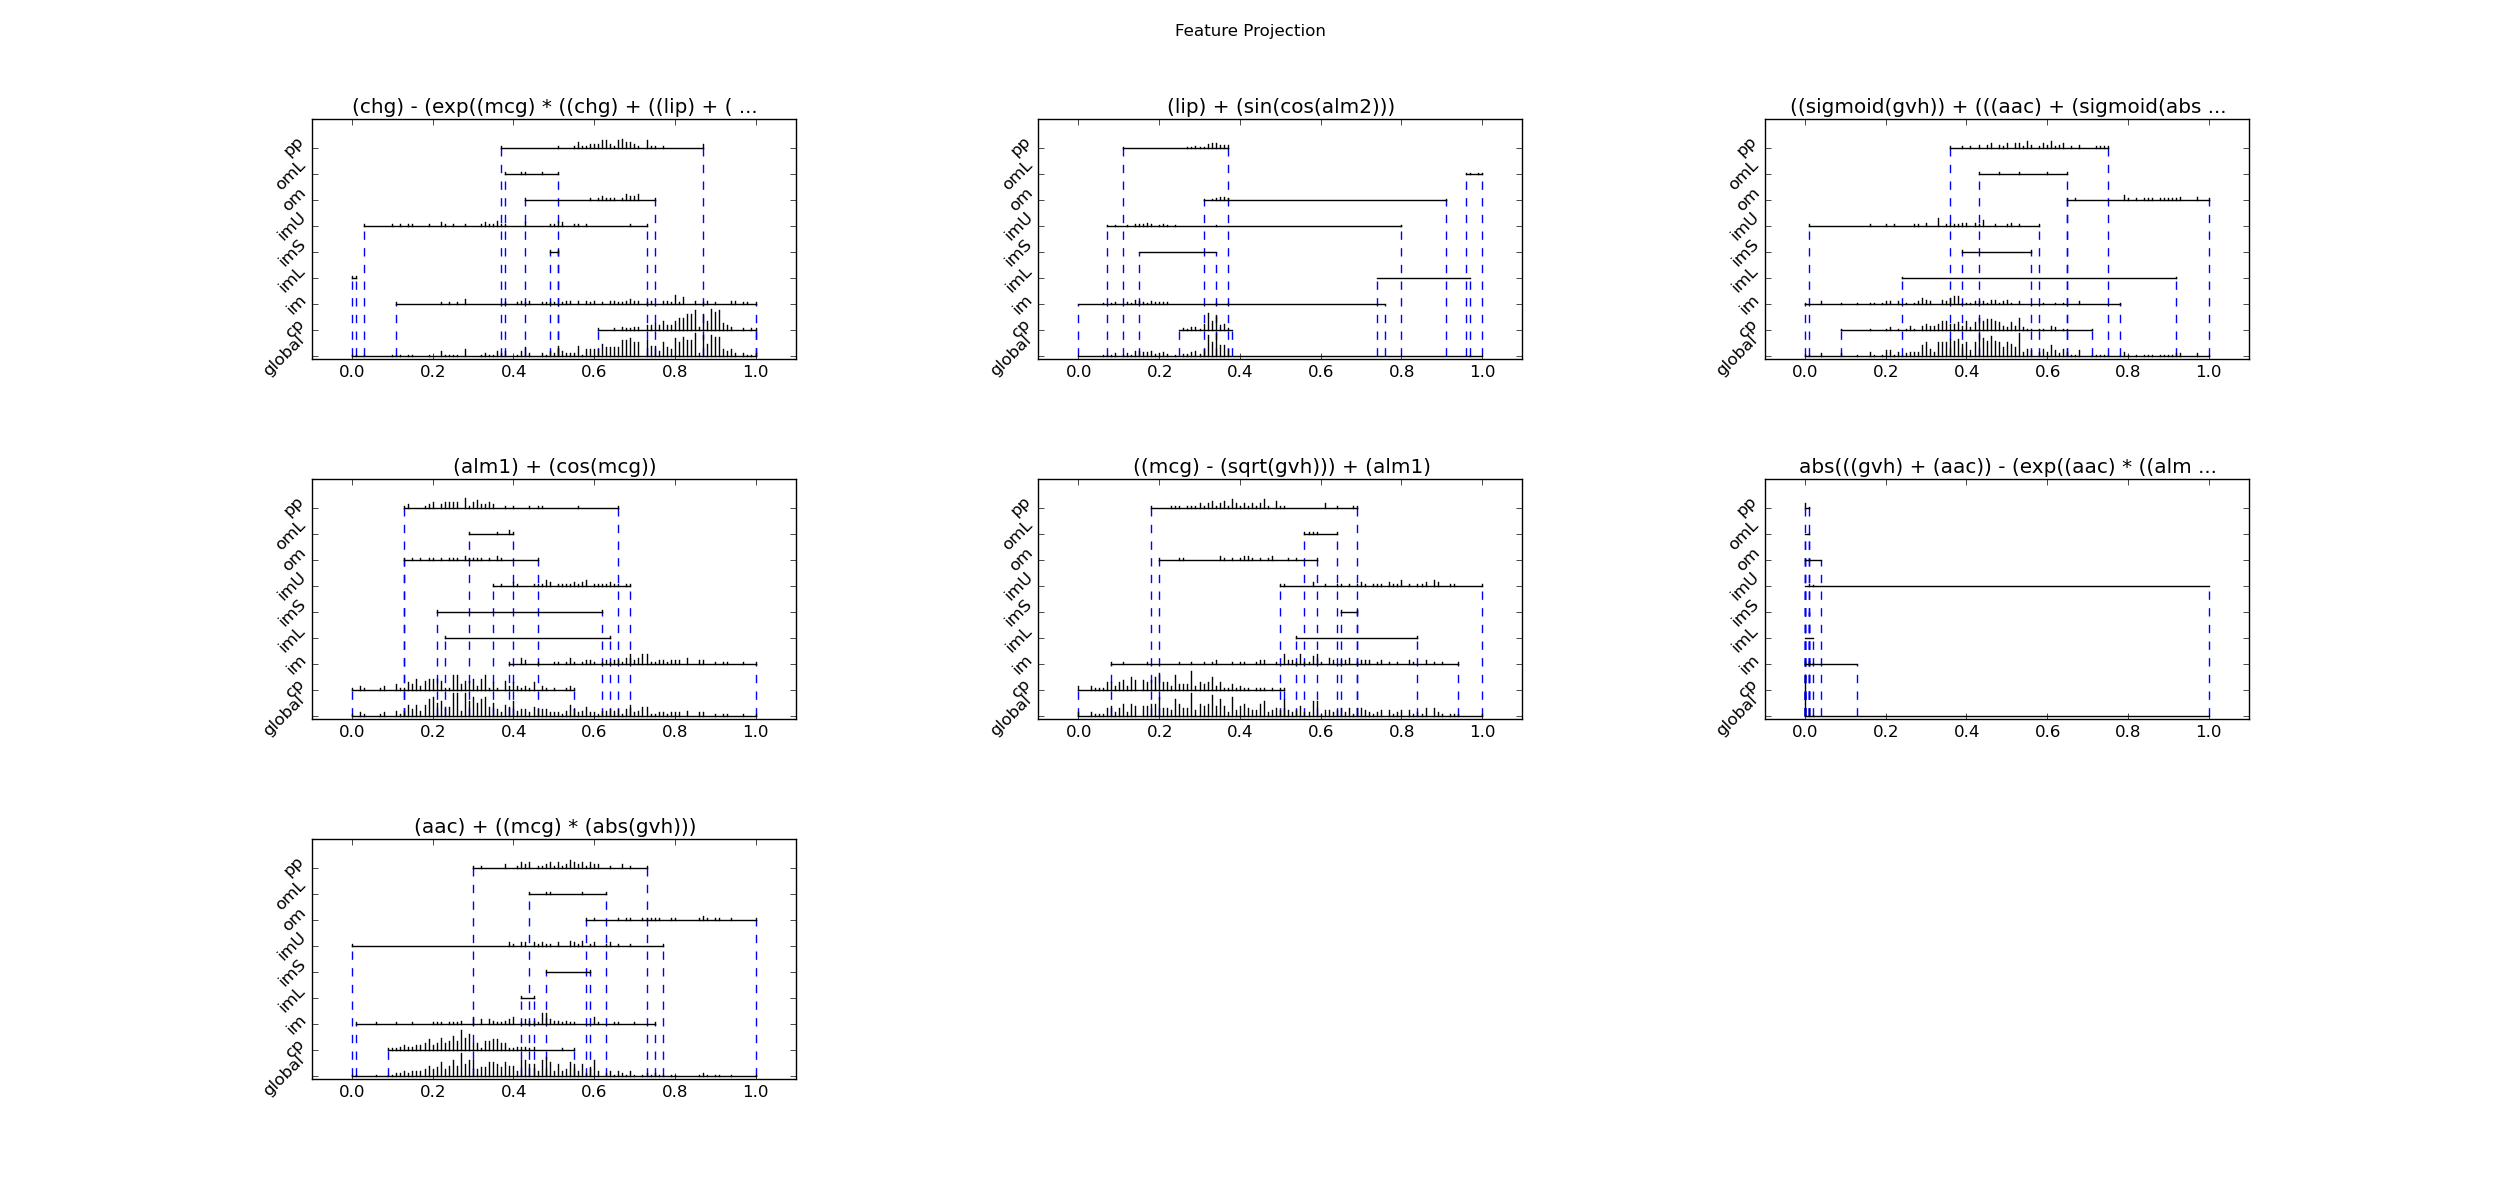 Feature Projection
(chg) - (exp((mcg) * ((chg) + ((lip) + ( ...
pp
omL
om
imU
imS
imL
im
cp
global
0.0 0.2 0.4 0.6 0.8 1.0
(lip) + (sin(cos(alm2)))
pp
omL
om
imU
imS
imL
im
cp
global
0.0 0.2 0.4 0.6 0.8 1.0
((sigmoid(gvh)) + (((aac) + (sigmoid(abs ...
pp
omL
om
imU
imS
imL
im
cp
global
0.0 0.2 0.4 0.6 0.8 1.0
(alm1) + (cos(mcg))
pp
omL
om
imU
imS
imL
im
cp
global
0.0 0.2 0.4 0.6 0.8 1.0
((mcg) - (sqrt(gvh))) + (alm1)
pp
omL
om
imU
imS
imL
im
cp
global
0.0 0.2 0.4 0.6 0.8 1.0
abs(((gvh) + (aac)) - (exp((aac) * ((alm ...
pp
omL
om
imU
imS
imL
im
cp
global
0.0 0.2 0.4 0.6 0.8 1.0
(aac) + ((mcg) * (abs(gvh)))
pp
omL
om
imU
imS
imL
im
cp
global
0.0 0.2 0.4 0.6 0.8 1.0